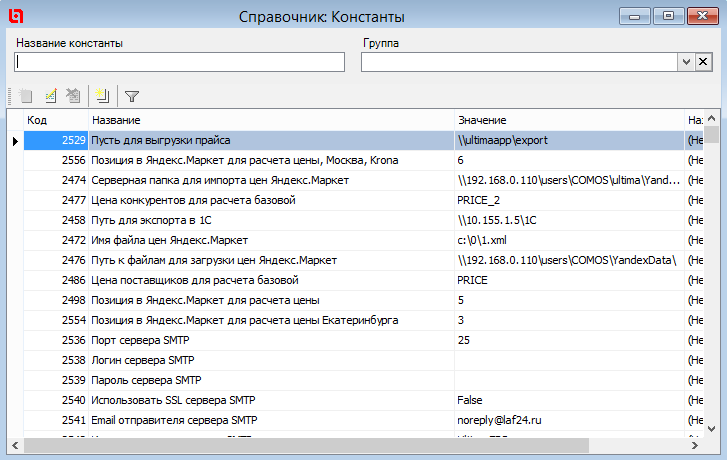 Справочник: Константы
Название константы Группа
Код Название Значение Наз
2529 Пусть для выгрузки прайса \\ultimaapp\export (Не
2556 Позиция в Яндекс.Маркет для расчета цены, Москва, Krona 6 (Не
2474 Серверная папка для импорта цен Яндекс.Маркет \\192.168.0.110\users\COMOS\ultima\Yand... (Не
2477 Цена конкурентов для расчета базовой PRICE_2 (Не
2458 Путь для экспорта в 1С \\10.155.1.5\1C (Не
2472 Имя файла цен Яндекс.Маркет c:\0\1.xml (Не
2476 Путь к файлам для загрузки цен Яндекс.Маркет \\192.168.0.110\users\COMOS\YandexData\ (Не
2486 Цена поставщиков для расчета базовой PRICE (Не
2498 Позиция в Яндекс.Маркет для расчета цены 5 (Не
2554 Позиция в Яндекс.Маркет для расчета цены Екатеринбурга 3 (Не
2536 Порт сервера SMTP 25 (Не
2538 Логин сервера SMTP (Не
2539 Пароль сервера SMTP (Не
2540 Использовать SSL сервера SMTP False (Не
2541 Email отправителя сервера SMTP noreply@laf24.ru (Не